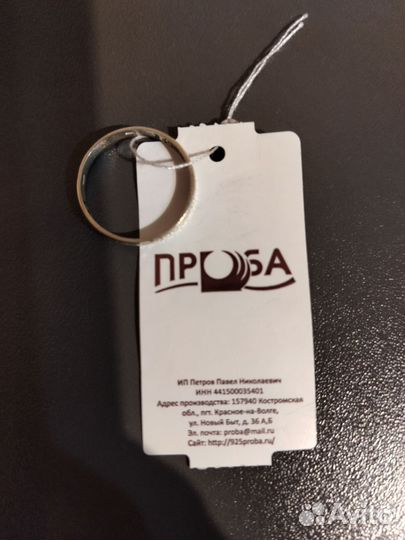 ПРОБА
ИП Петров Павел Николаевич
ИНН 441500035401
Адрес производства: 157940 Костромская
обл., пгт. Красное-на-Волге,
ул. Новый Быт, д. 36 А,Б
Эл. почта: proba@mail.ru
Сайт: http://925proba.ru/
Avito